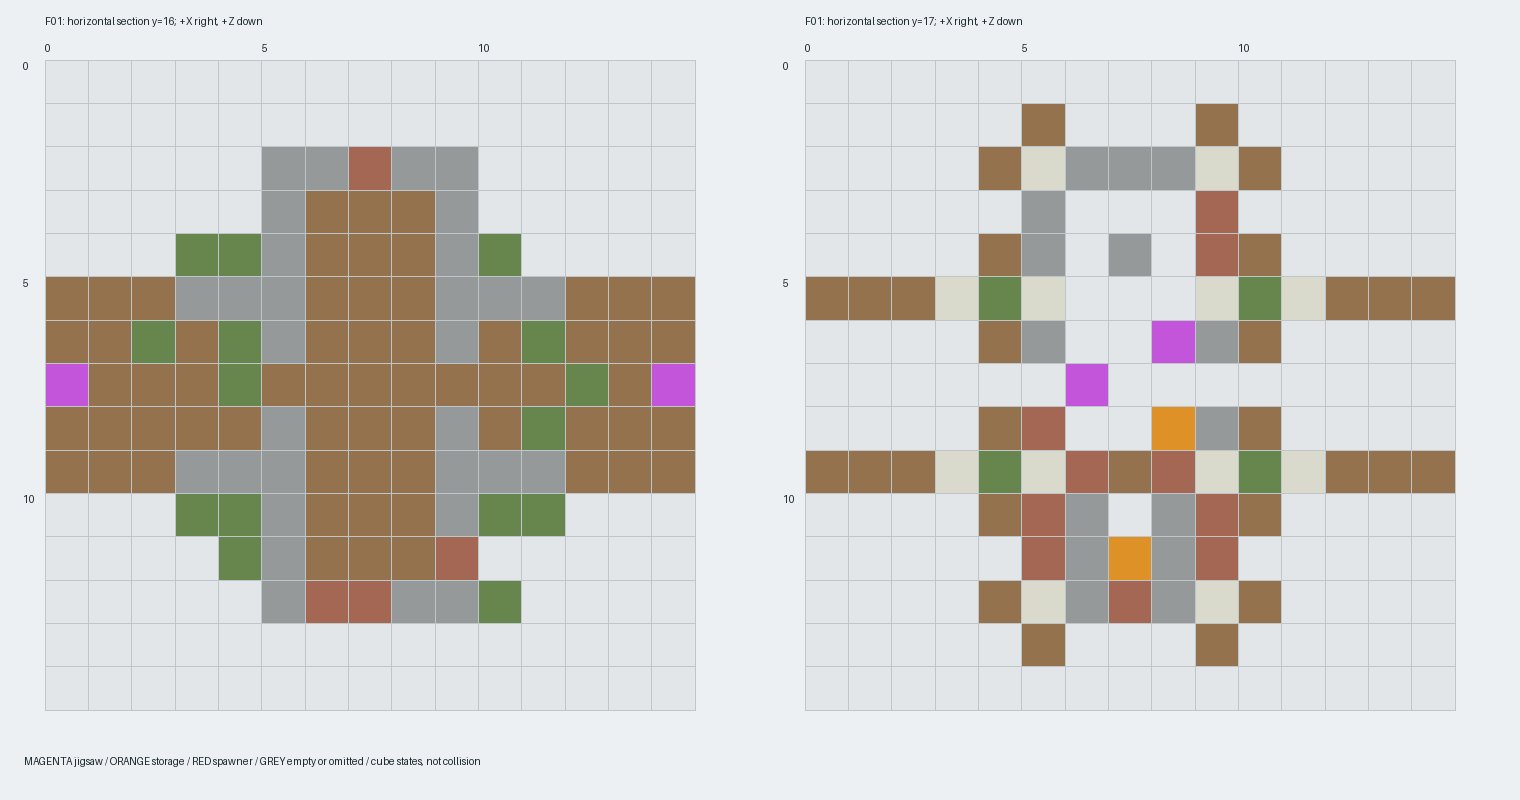 F01: horizontal section y=16; +X right, +Z down
F01: horizontal section y=17; +X right, +Z down
0 5 10
0 5 10
0
0
5
5
10
10
MAGENTA jigsaw / ORANGE storage / RED spawner / GREY empty or omitted / cube states, not collision